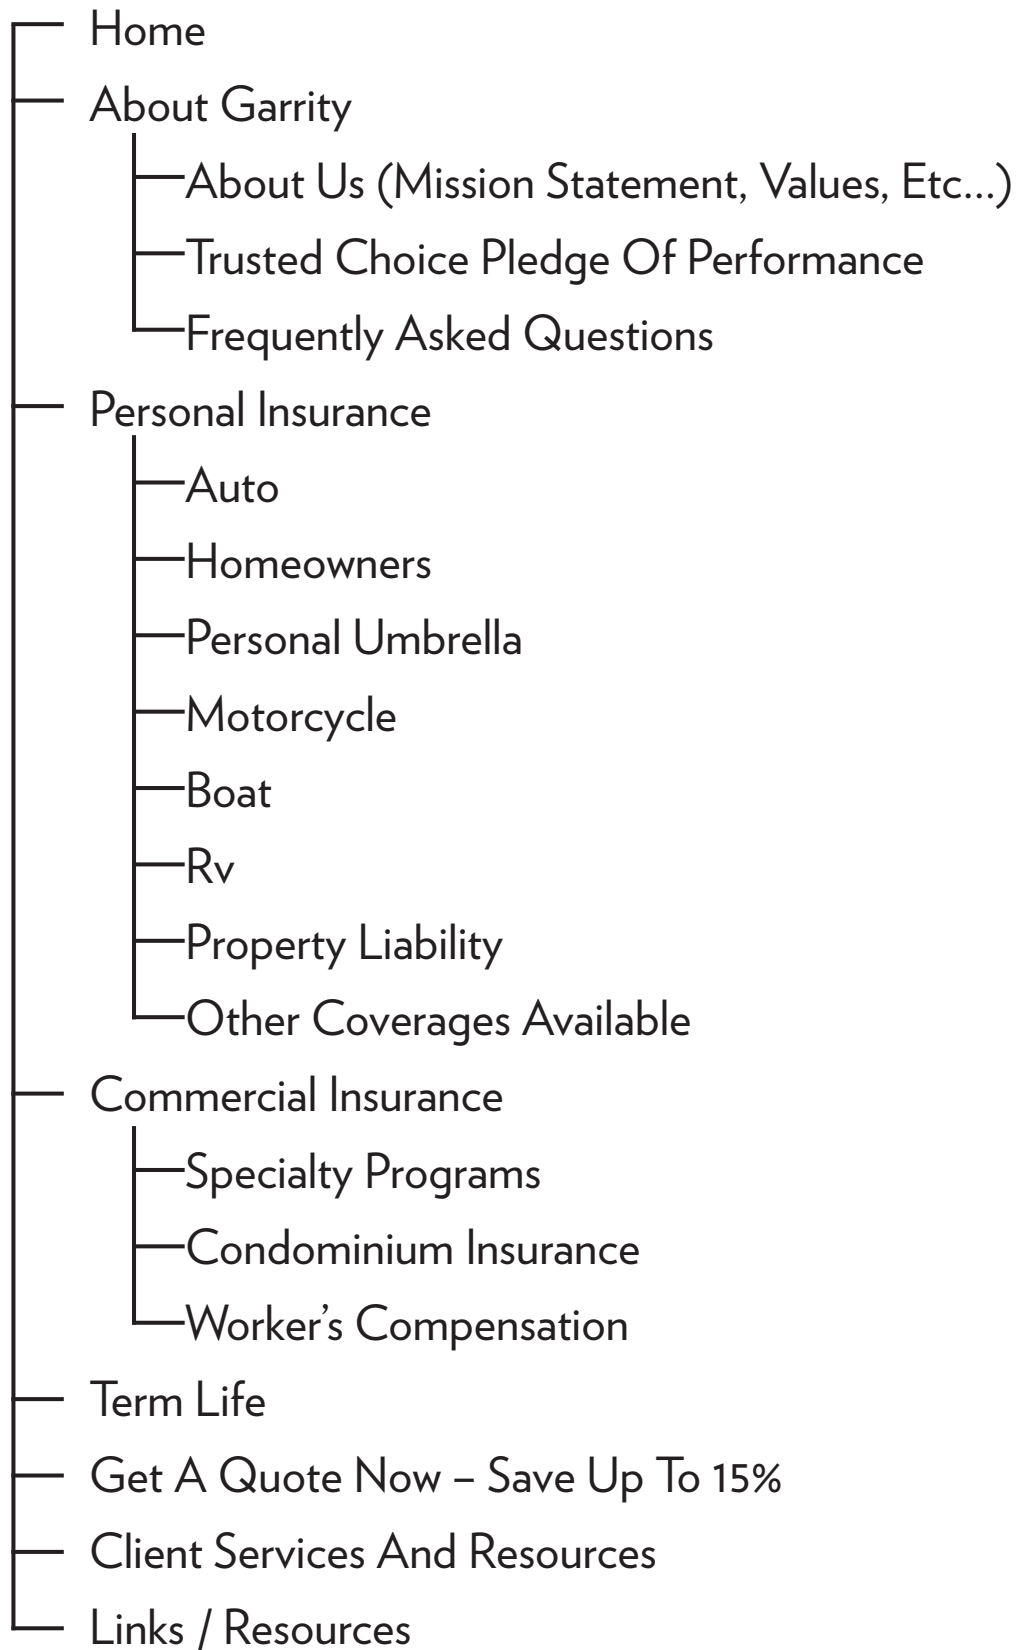 Home
About Garrity
About Us (Mission Statement, Values, Etc...)
Trusted Choice Pledge Of Performance
Frequently Asked Questions
Personal Insurance
Auto
Homeowners
Personal Umbrella
Motorcycle
Boat
Rv
Property Liability
Other Coverages Available
Commercial Insurance
Specialty Programs
Condominium Insurance
Worker’s Compensation
Term Life
Get A Quote Now – Save Up To 15%
Client Services And Resources
Links / Resources